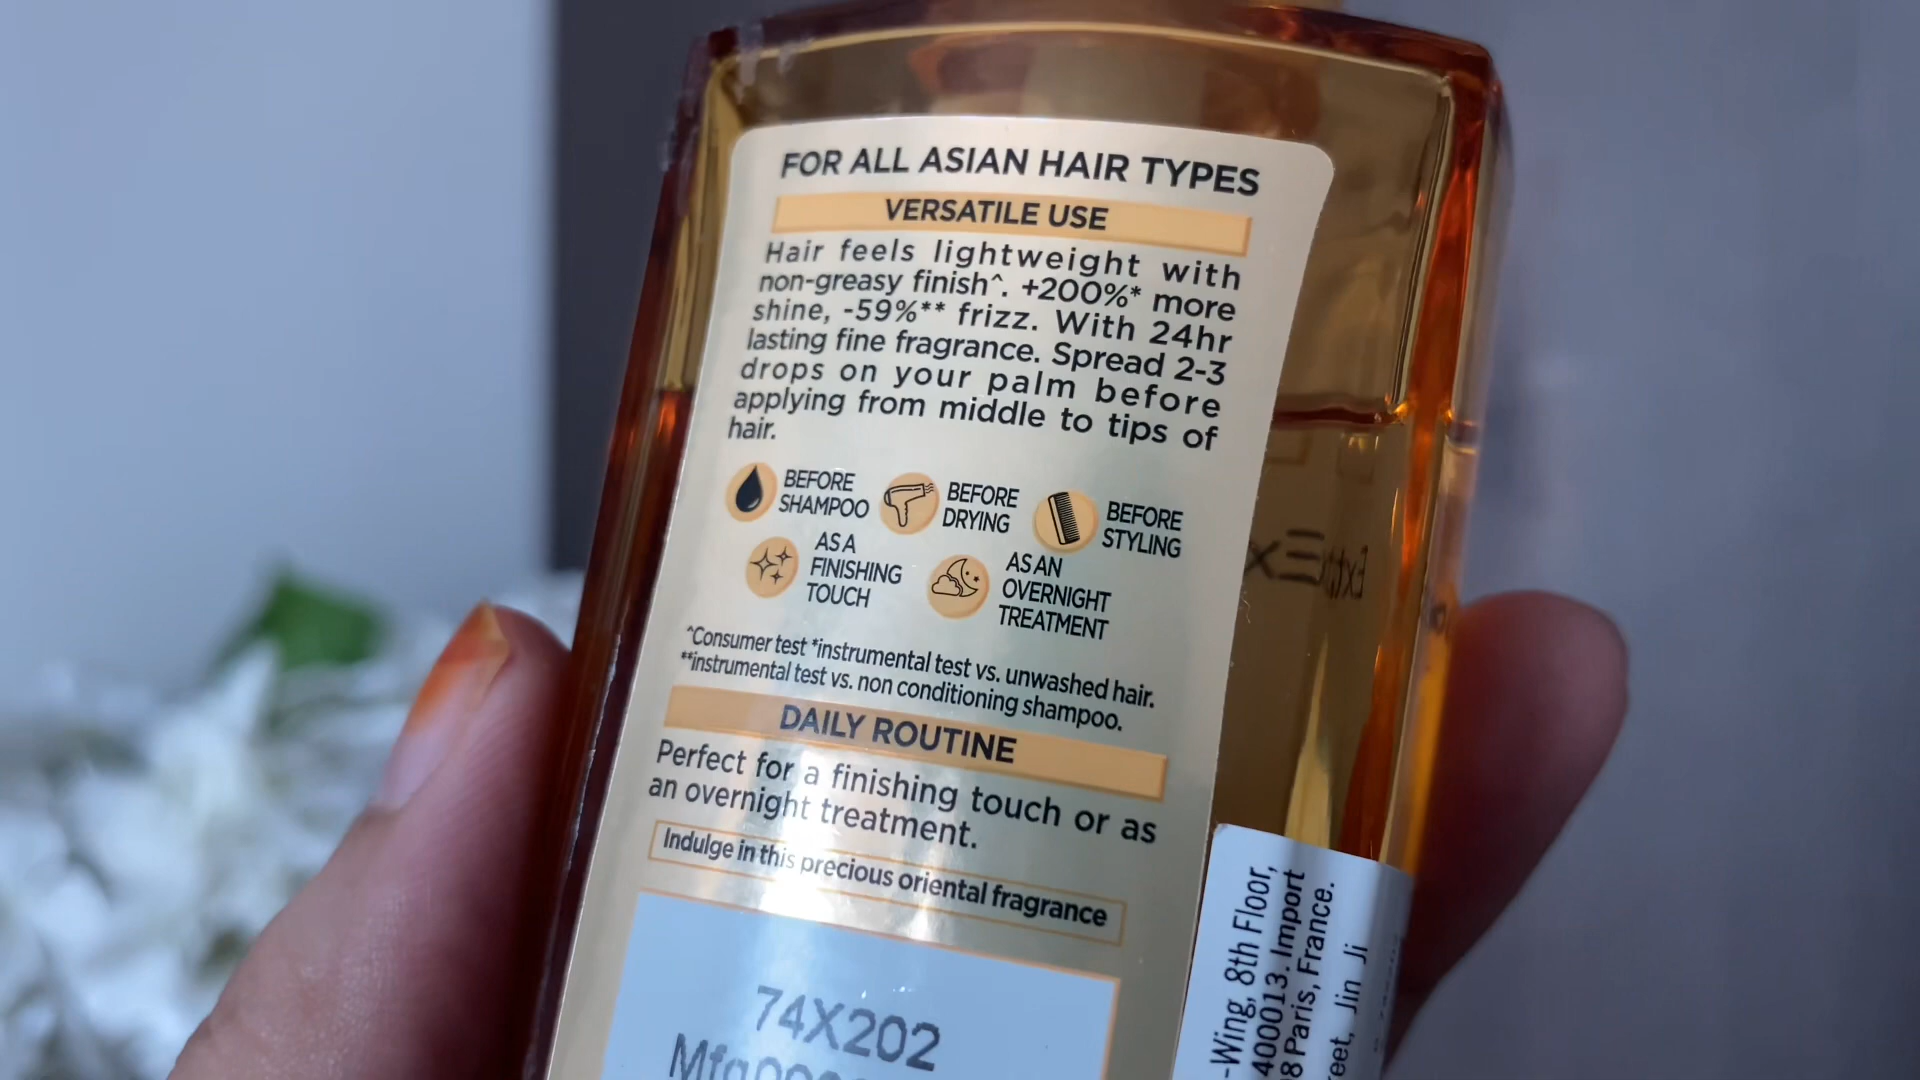 FOR ALL ASIAN HAIR TYPES
VERSATILE USE
Hair feels lightweight with
non-greasy finish^. +200%* more
shine, -59%** frizz. With 24hr
lasting fine fragrance. Spread 2-3
drops on your palm before
applying from middle to tips of
hair.
BEFORE
SHAMPOO
BEFORE
DRYING
BEFORE
STYLING
AS A
FINISHING
TOUCH
AS AN
OVERNIGHT
TREATMENT
^Consumer test *instrumental test vs. unwashed hair.
**instrumental test vs. non conditioning shampoo.
DAILY ROUTINE
Perfect for a finishing touch or as
an overnight treatment.
Indulge in this precious oriental fragrance
74X202
-Wing, 8th Floor,
400013. Import
Paris, France.
Jin Ji